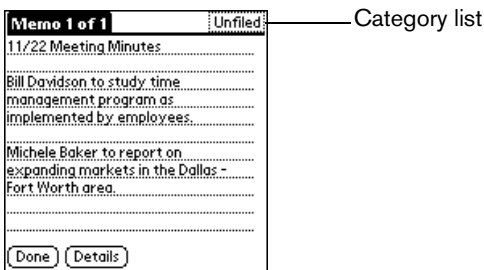 Memo 1 of 1
Unfiled
Category list
11/22 Meeting Minutes
Bill Davidson to study time
management program as
implemented by employees.
Michele Baker to report on
expanding markets in the Dallas -
Fort Worth area.
Done
Details